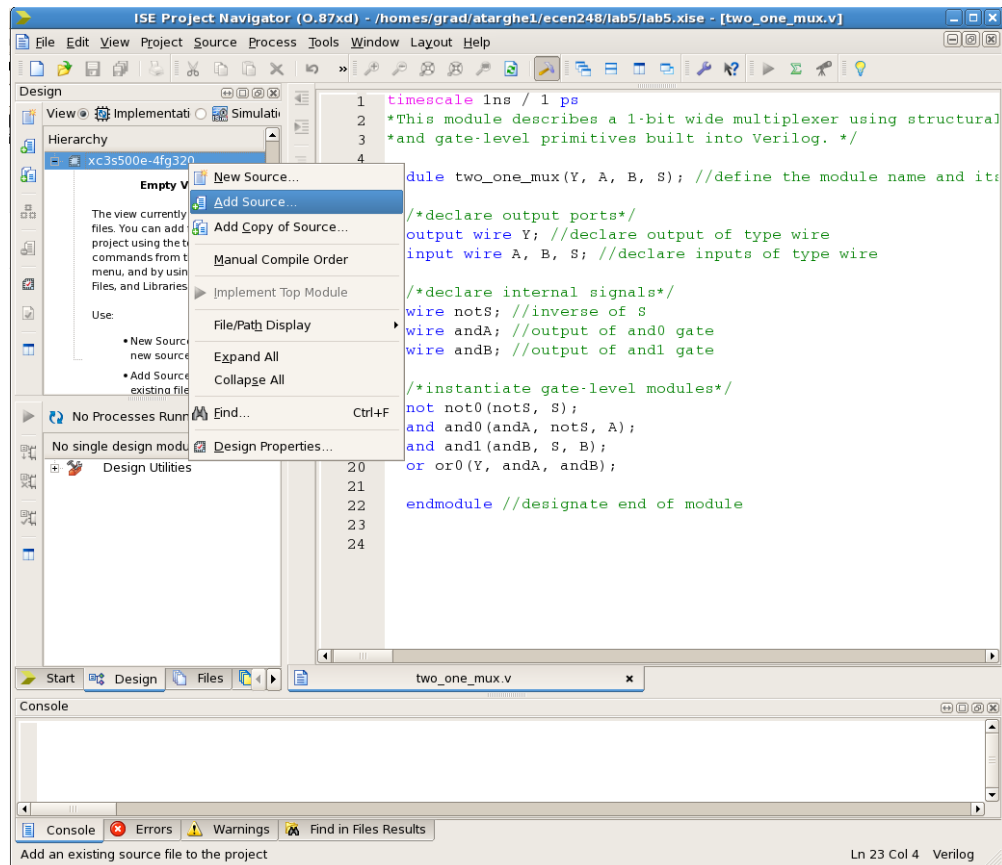 ISE Project Navigator (O.87xd) - /homes/grad/atarghe1/ecen248/lab5/lab5.xise - [two_one_mux.v]
File Edit View Project Source Process Tools Window Layout Help
Design
View Implementati Simulati
Hierarchy
xc3s500e-4fg320
Empty V
The view currently
files. You can add
project using the t
commands from t
menu, and by usin
Files, and Libraries
Use:
•New Sourc
new source
•Add Source
existing file
New Source...
Add Source...
Add Copy of Source...
Manual Compile Order
Implement Top Module
File/Path Display
Expand All
Collapse All
Find... Ctrl+F
Design Properties...
No Processes Runn
No single design modu
Design Utilities
Start Design Files
1 timescale 1ns / 1 ps
2 *This module describes a 1-bit wide multiplexer using structural
3 *and gate-level primitives built into Verilog. */
4
dule two_one_mux(Y, A, B, S); //define the module name and its
/*declare output ports*/
output wire Y; //declare output of type wire
input wire A, B, S; //declare inputs of type wire
/*declare internal signals*/
wire notS; //inverse of S
wire andA; //output of and0 gate
wire andB; //output of and1 gate
/*instantiate gate-level modules*/
not not0(notS, S);
and and0(andA, notS, A);
and and1(andB, S, B);
20 or or0(Y, andA, andB);
21
22 endmodule //designate end of module
23
24
two_one_mux.v
Console
Console Errors Warnings Find in Files Results
Add an existing source file to the project Ln 23 Col 4 Verilog